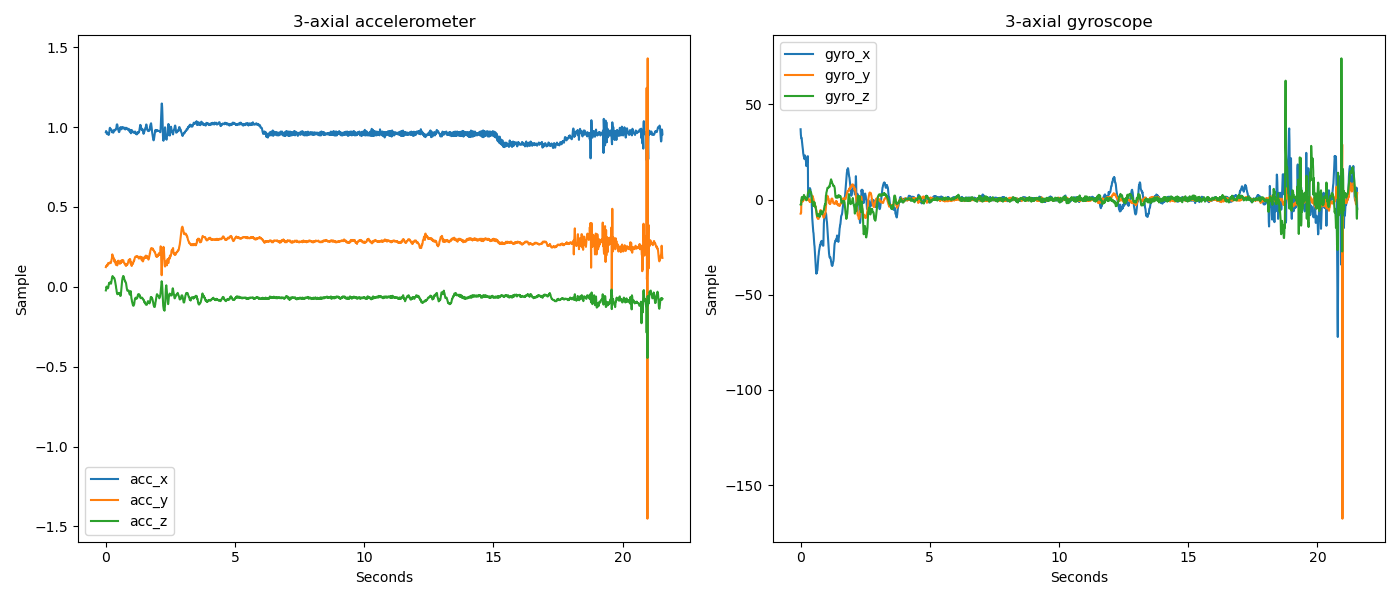 3-axial accelerometer
1.5
1.0
0.5
0.0
−0.5
−1.0
−1.5
Sample
acc_x
acc_y
acc_z
0 5 10 15 20
Seconds
3-axial gyroscope
gyro_x
gyro_y
gyro_z
50
0
−50
−100
−150
Sample
0 5 10 15 20
Seconds